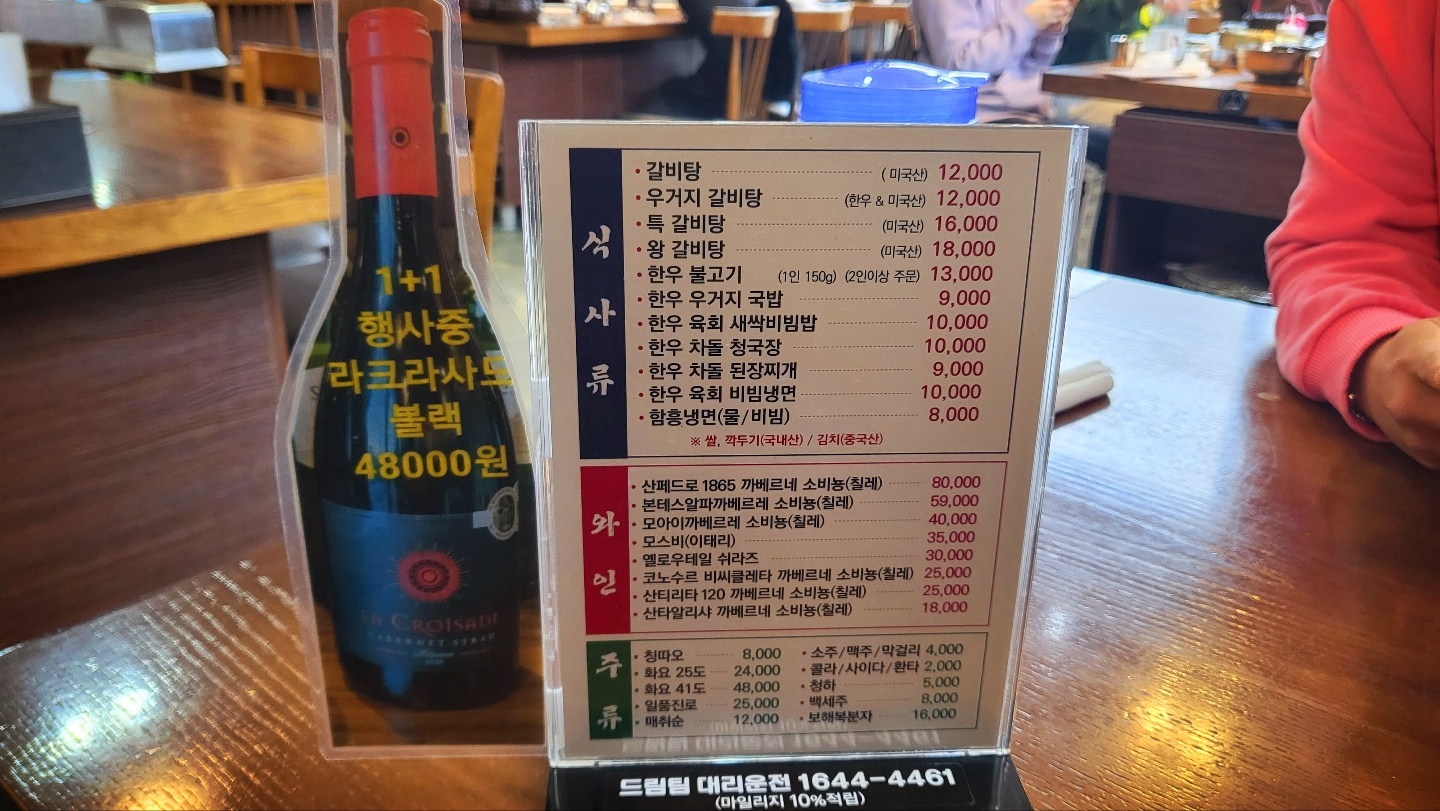 1+1
행사중
라크라사드
블랙
48000원
LA CROISADE
CABERNET-SYRAH
Réserve
식사류
• 갈비탕 (미국산) 12,000
• 우거지 갈비탕 (한우 & 미국산) 12,000
• 특 갈비탕 (미국산) 16,000
• 왕 갈비탕 (미국산) 18,000
• 한우 불고기 (1인 150g) (2인이상 주문) 13,000
• 한우 우거지 국밥 9,000
• 한우 육회 새싹비빔밥 10,000
• 한우 차돌 청국장 10,000
• 한우 차돌 된장찌개 9,000
• 한우 육회 비빔냉면 10,000
• 함흥냉면(물/비빔) 8,000
※ 쌀, 깍두기(국내산) / 김치(중국산)
와인
• 산페드로 1865 까베르네 소비뇽(칠레) 80,000
• 본테스알파까베르레 소비뇽(칠레) 59,000
• 모아이까베르레 소비뇽(칠레) 40,000
• 모스비(이태리) 35,000
• 옐로우테일 쉬라즈 30,000
• 코노수르 비씨클레타 까베르네 소비뇽(칠레) 25,000
• 산티리타 120 까베르네 소비뇽(칠레) 25,000
• 산타알리샤 까베르네 소비뇽(칠레) 18,000
주류
• 칭따오 8,000
• 화요 25도 24,000
• 화요 41도 48,000
• 일품진로 25,000
• 매취순 12,000
• 소주/맥주/막걸리 4,000
• 콜라/사이다/환타 2,000
• 청하 5,000
• 백세주 8,000
• 보해복분자 16,000
드림팀 대리운전 1644-4461
(마일리지 10%적립)